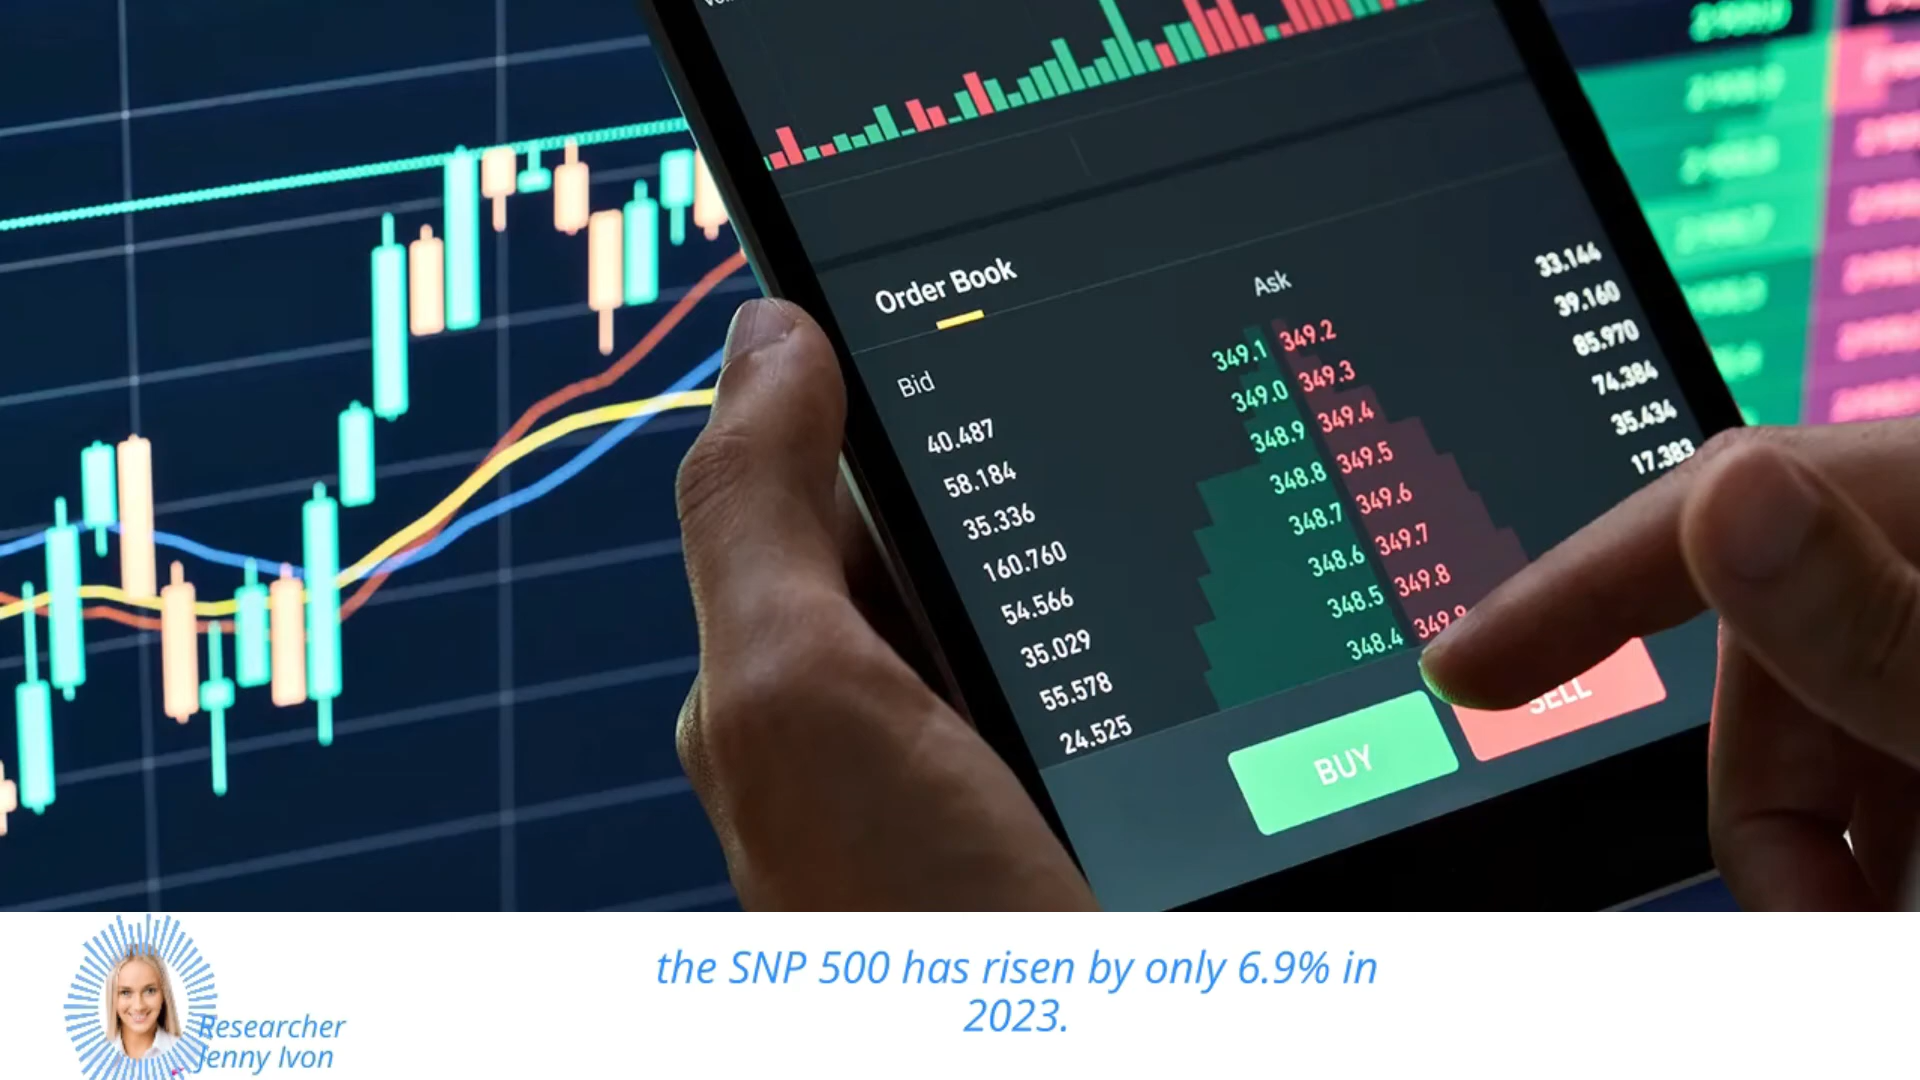 Order Book
Ask
Bid
40.487 349.1 349.2 33.144
58.184 349.0 349.3 39.160
35.336 348.9 349.4 85.970
160.760 348.8 349.5 74.384
54.566 348.7 349.6 35.434
35.029 348.6 349.7 17.383
55.578 348.5 349.8
24.525 348.4
BUY
SELL
the SNP 500 has risen by only 6.9% in
2023.
Researcher
Jenny Ivon